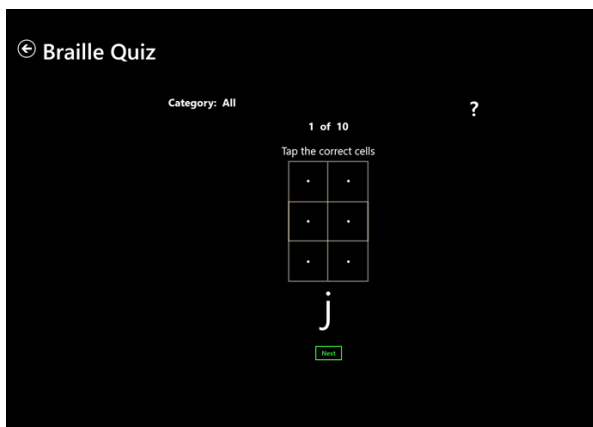 Braille Quiz
Category: All
?
1 of 10
Tap the correct cells
j
Next